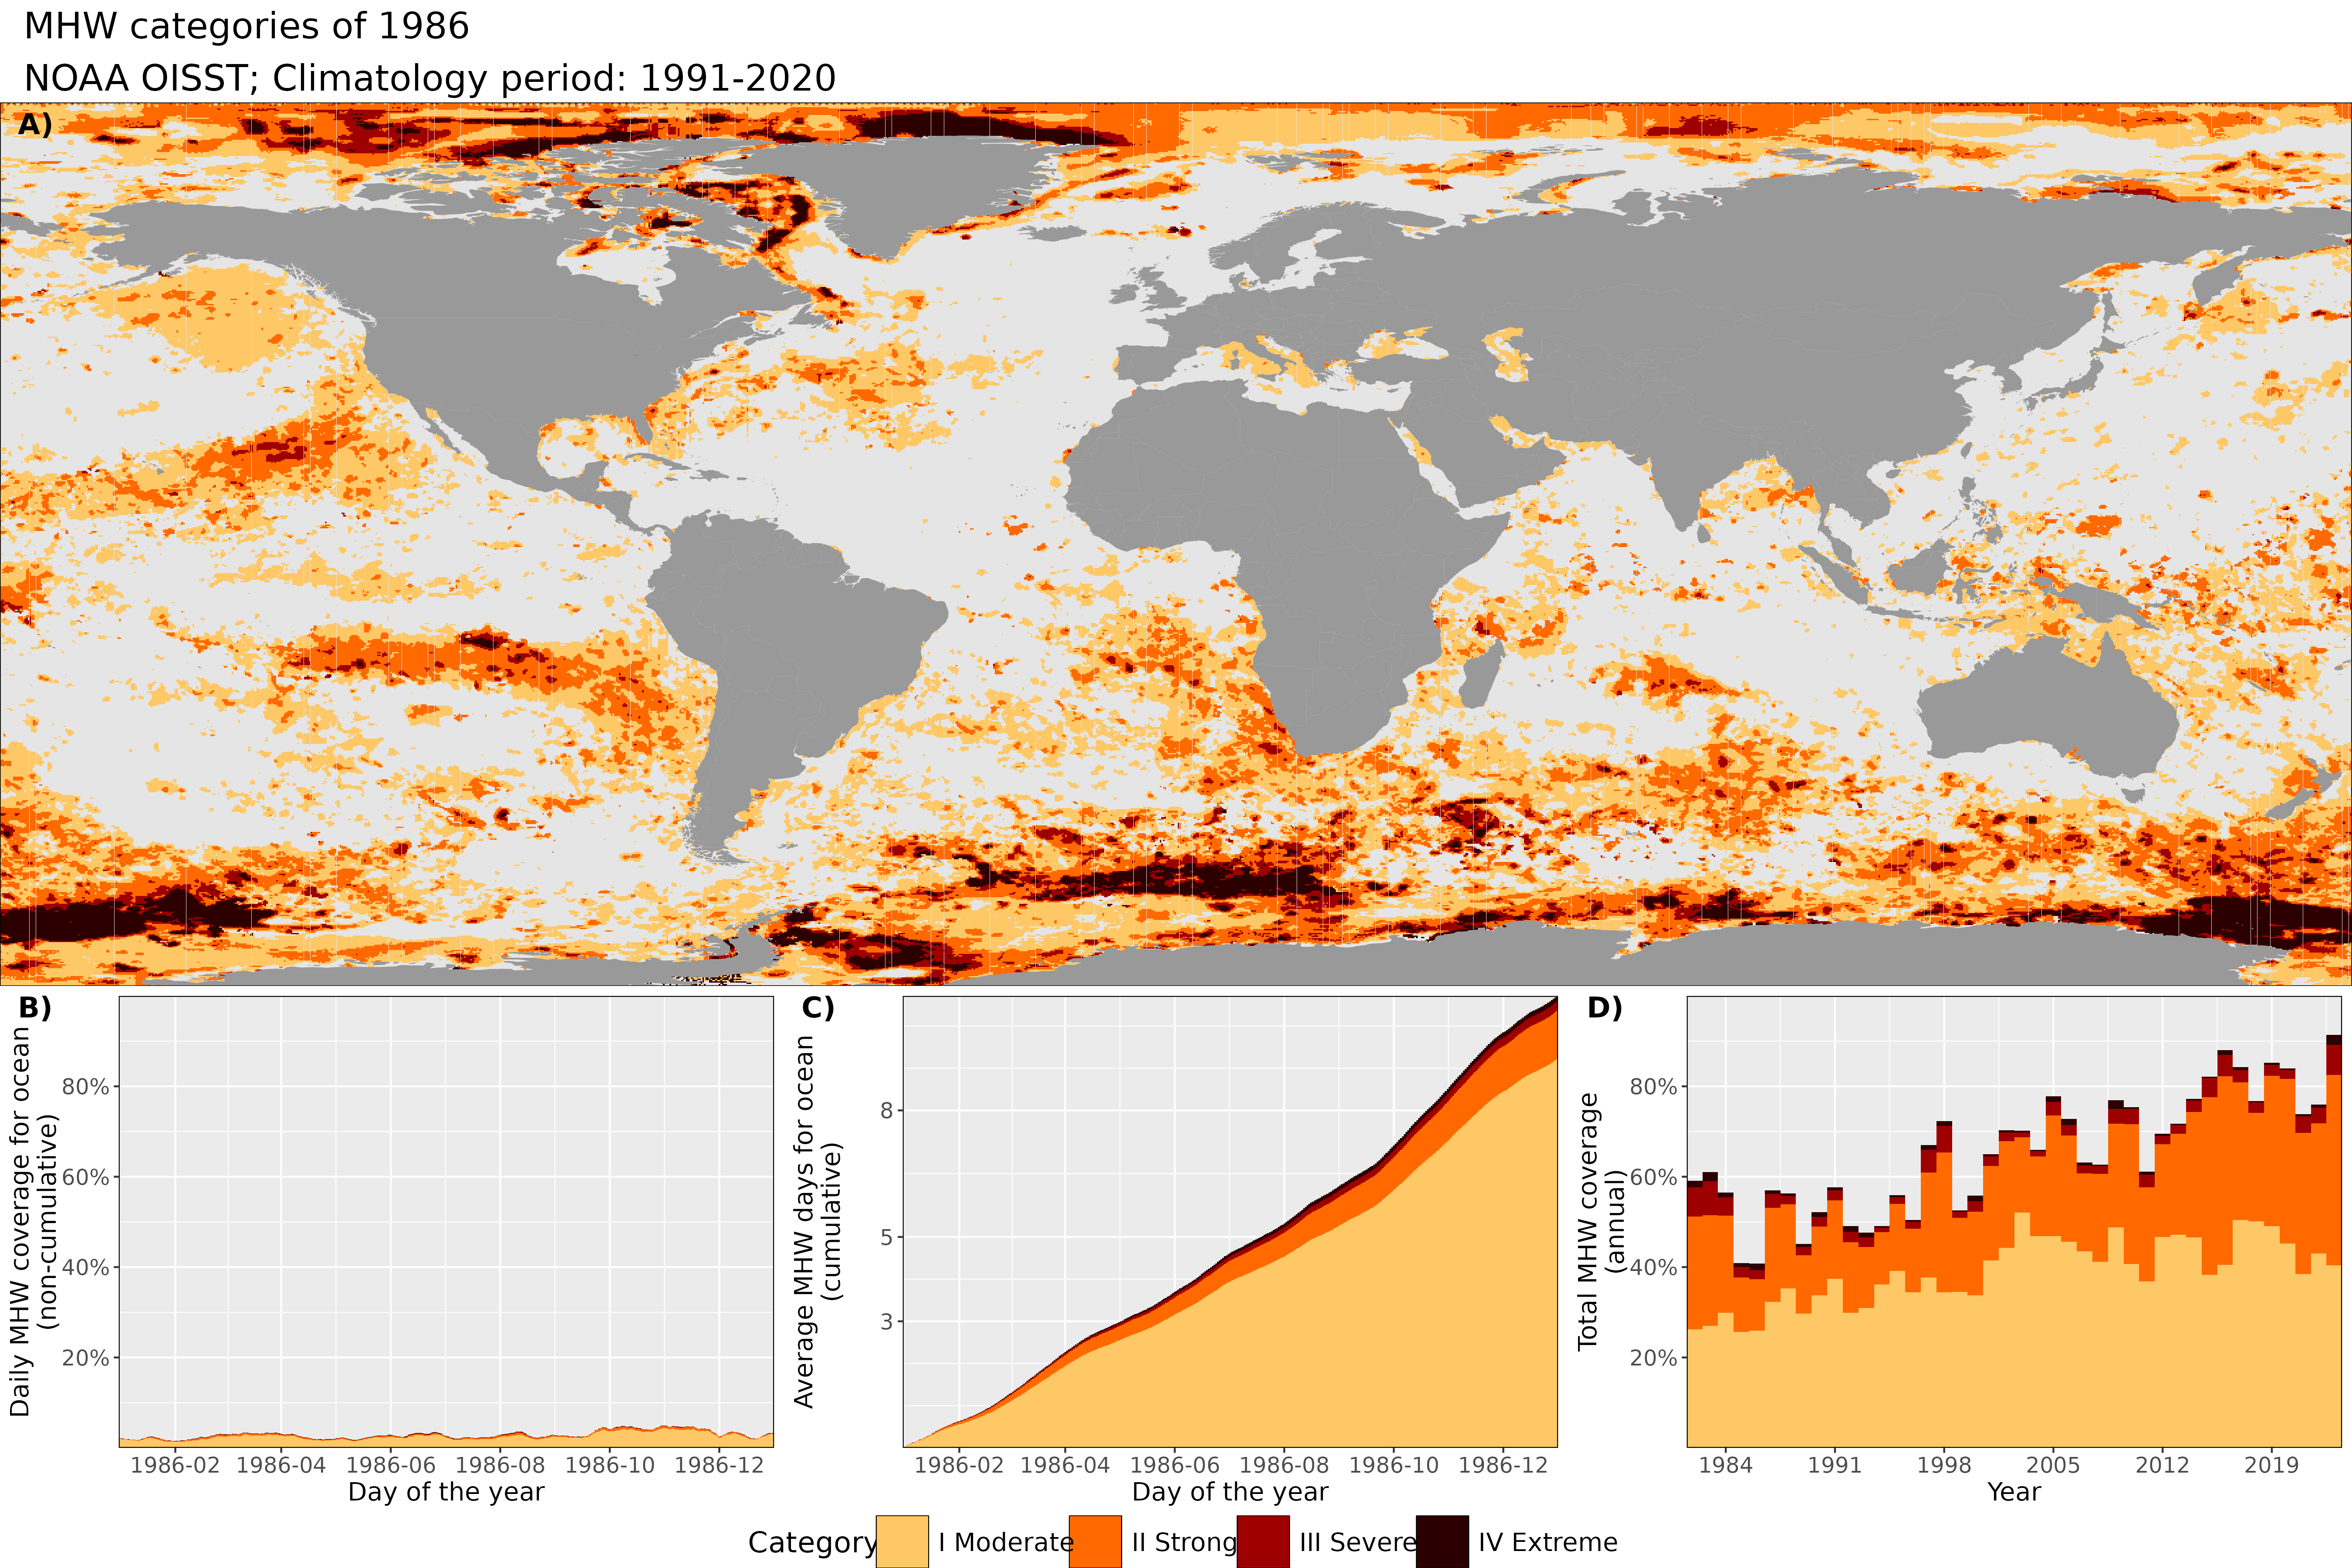 MHW categories of 1986
NOAA OISST; Climatology period: 1991-2020
A)
B)
Daily MHW coverage for ocean
(non-cumulative)
80%
60%
40%
20%
1986-02 1986-04 1986-06 1986-08 1986-10 1986-12
Day of the year
C)
Average MHW days for ocean
(cumulative)
8
5
3
1986-02 1986-04 1986-06 1986-08 1986-10 1986-12
Day of the year
D)
Total MHW coverage
(annual)
80%
60%
40%
20%
1984 1991 1998 2005 2012 2019
Year
Category I Moderate II Strong III Severe IV Extreme